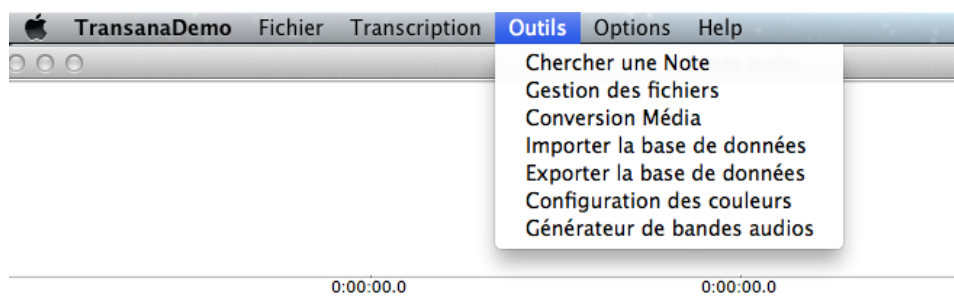 TransanaDemo Fichier Transcription Outils Options Help
Chercher une Note
Gestion des fichiers
Conversion Média
Importer la base de données
Exporter la base de données
Configuration des couleurs
Générateur de bandes audios
0:00:00.0 0:00:00.0